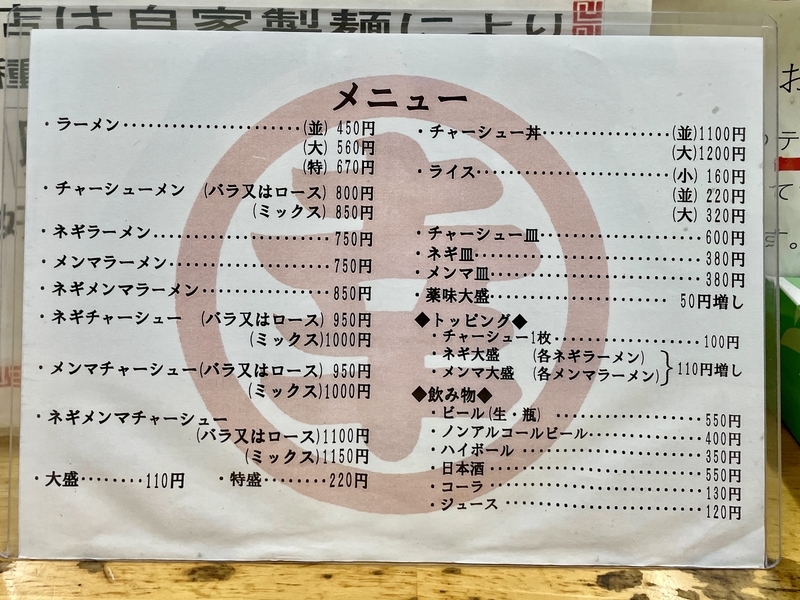 店は自家製麺により
メニュー
・ラーメン・・・・・・・・・・・・・・・・・・・・(並) 450円
(大) 560円
(特) 670円
・チャーシューメン (バラ又はロース) 800円
(ミックス) 850円
・ネギラーメン・・・・・・・・・・・・・・・・・・・・750円
・メンマラーメン・・・・・・・・・・・・・・・・・・750円
・ネギメンマラーメン・・・・・・・・・・・・・・850円
・ネギチャーシュー (バラ又はロース) 950円
(ミックス)1000円
・メンマチャーシュー(バラ又はロース) 950円
(ミックス)1000円
・ネギメンマチャーシュー
(バラ又はロース)1100円
(ミックス)1150円
・大盛・・・・・・・・110円 ・特盛・・・・・・・・220円
・チャーシュー丼・・・・・・・・・・・・・・(並)1100円
(大)1200円
・ライス・・・・・・・・・・・・・・・・・・・・・・(小) 160円
(並) 220円
(大) 320円
・チャーシュー皿・・・・・・・・・・・・・・・・・・600円
・ネギ皿・・・・・・・・・・・・・・・・・・・・・・・・380円
・メンマ皿・・・・・・・・・・・・・・・・・・・・・・380円
・薬味大盛・・・・・・・・・・・・・・・・・・50円増し
◆トッピング◆
・チャーシュー1枚・・・・・・・・・・・・・・・・100円
・ネギ大盛 (各ネギラーメン)
・メンマ大盛 (各メンマラーメン)}110円増し
◆飲み物◆
・ビール(生・瓶) ・・・・・・・・・・・・・・・・550円
・ノンアルコールビール・・・・・・・・・・・・400円
・ハイボール ・・・・・・・・・・・・・・・・・・・・350円
・日本酒・・・・・・・・・・・・・・・・・・・・・・・・550円
・コーラ・・・・・・・・・・・・・・・・・・・・・・・・130円
・ジュース・・・・・・・・・・・・・・・・・・・・・・120円